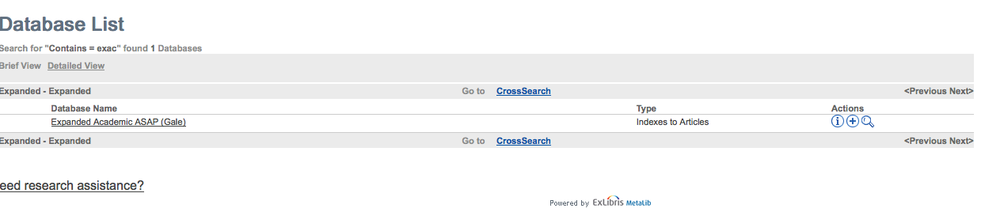 Database List
Search for "Contains = exac" found 1 Databases
Brief View Detailed View
Expanded - Expanded Go to CrossSearch <Previous Next>
Database Name Type Actions
Expanded Academic ASAP (Gale) Indexes to Articles
Expanded - Expanded Go to CrossSearch <Previous Next>
eed research assistance?
Powered by ExLibris MetaLib